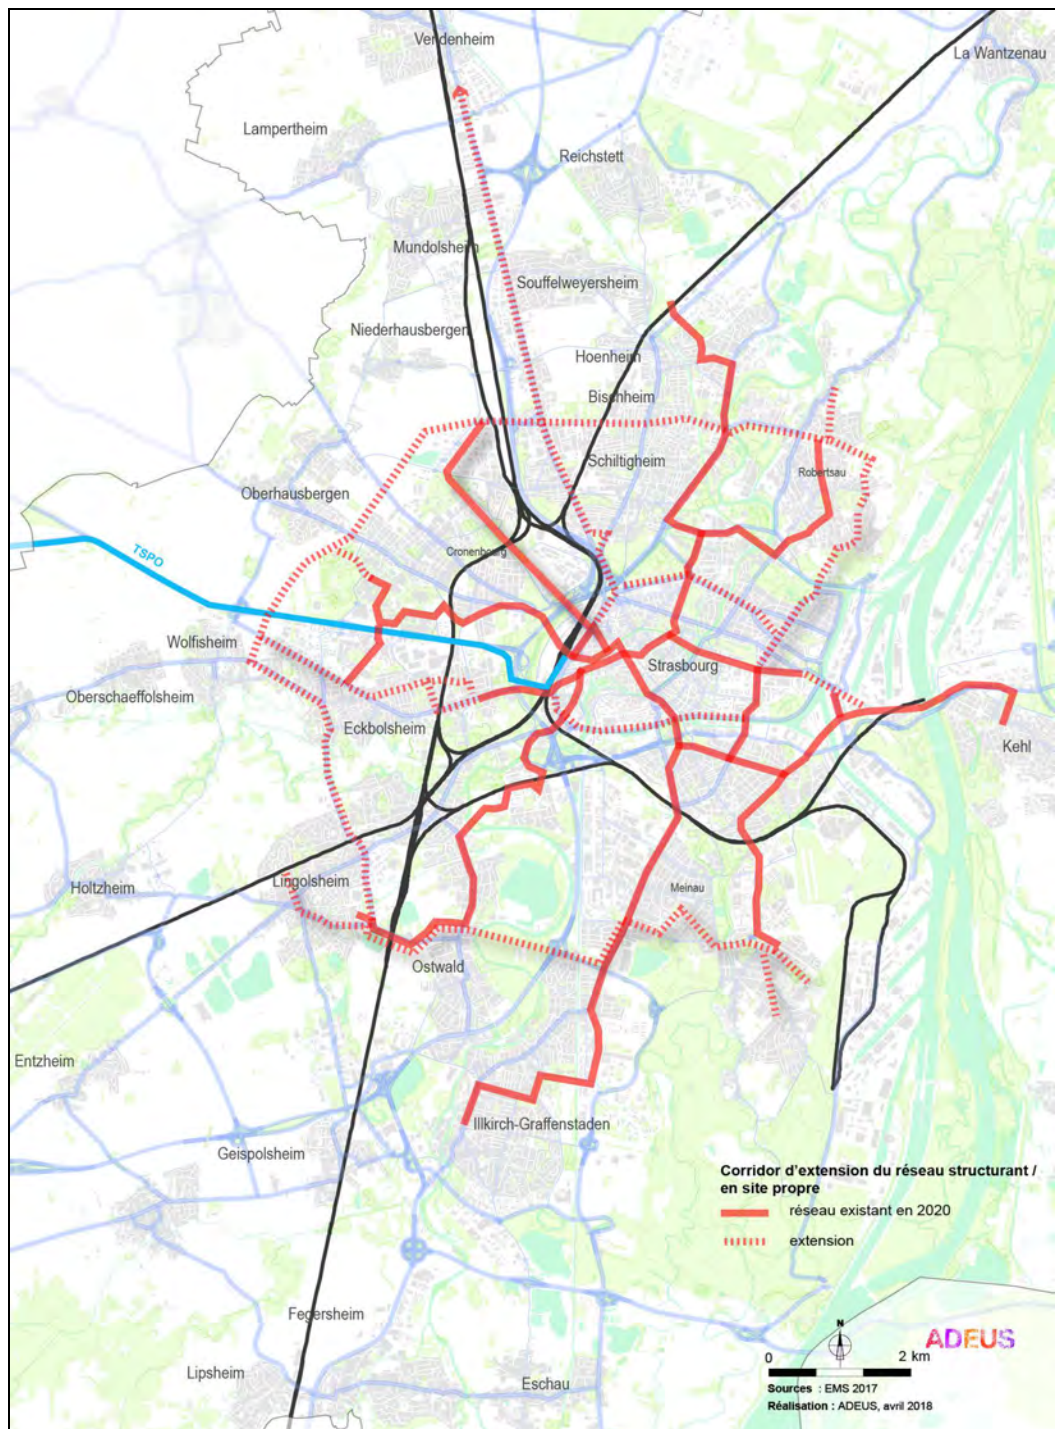 Vendenheim
La Wantzenau
Lampertheim
Reichstett
Mundolsheim
Souffelweyersheim
Niederhausbergen
Hoenheim
Bischheim
Schiltigheim
Robertsau
Oberhausbergen
Cronenbourg
TSPO
Wolfisheim
Strasbourg
Oberschaeffolsheim
Eckbolsheim
Kehl
Holtzheim
Lingolsheim
Meinau
Ostwald
Entzheim
Illkirch-Graffenstaden
Geispolsheim
Corridor d'extension du réseau structurant /
en site propre
réseau existant en 2020
extension
Fegersheim
Lipsheim
Eschau
N
ADEUS
0 2 km
Sources : EMS 2017
Réalisation : ADEUS, avril 2018